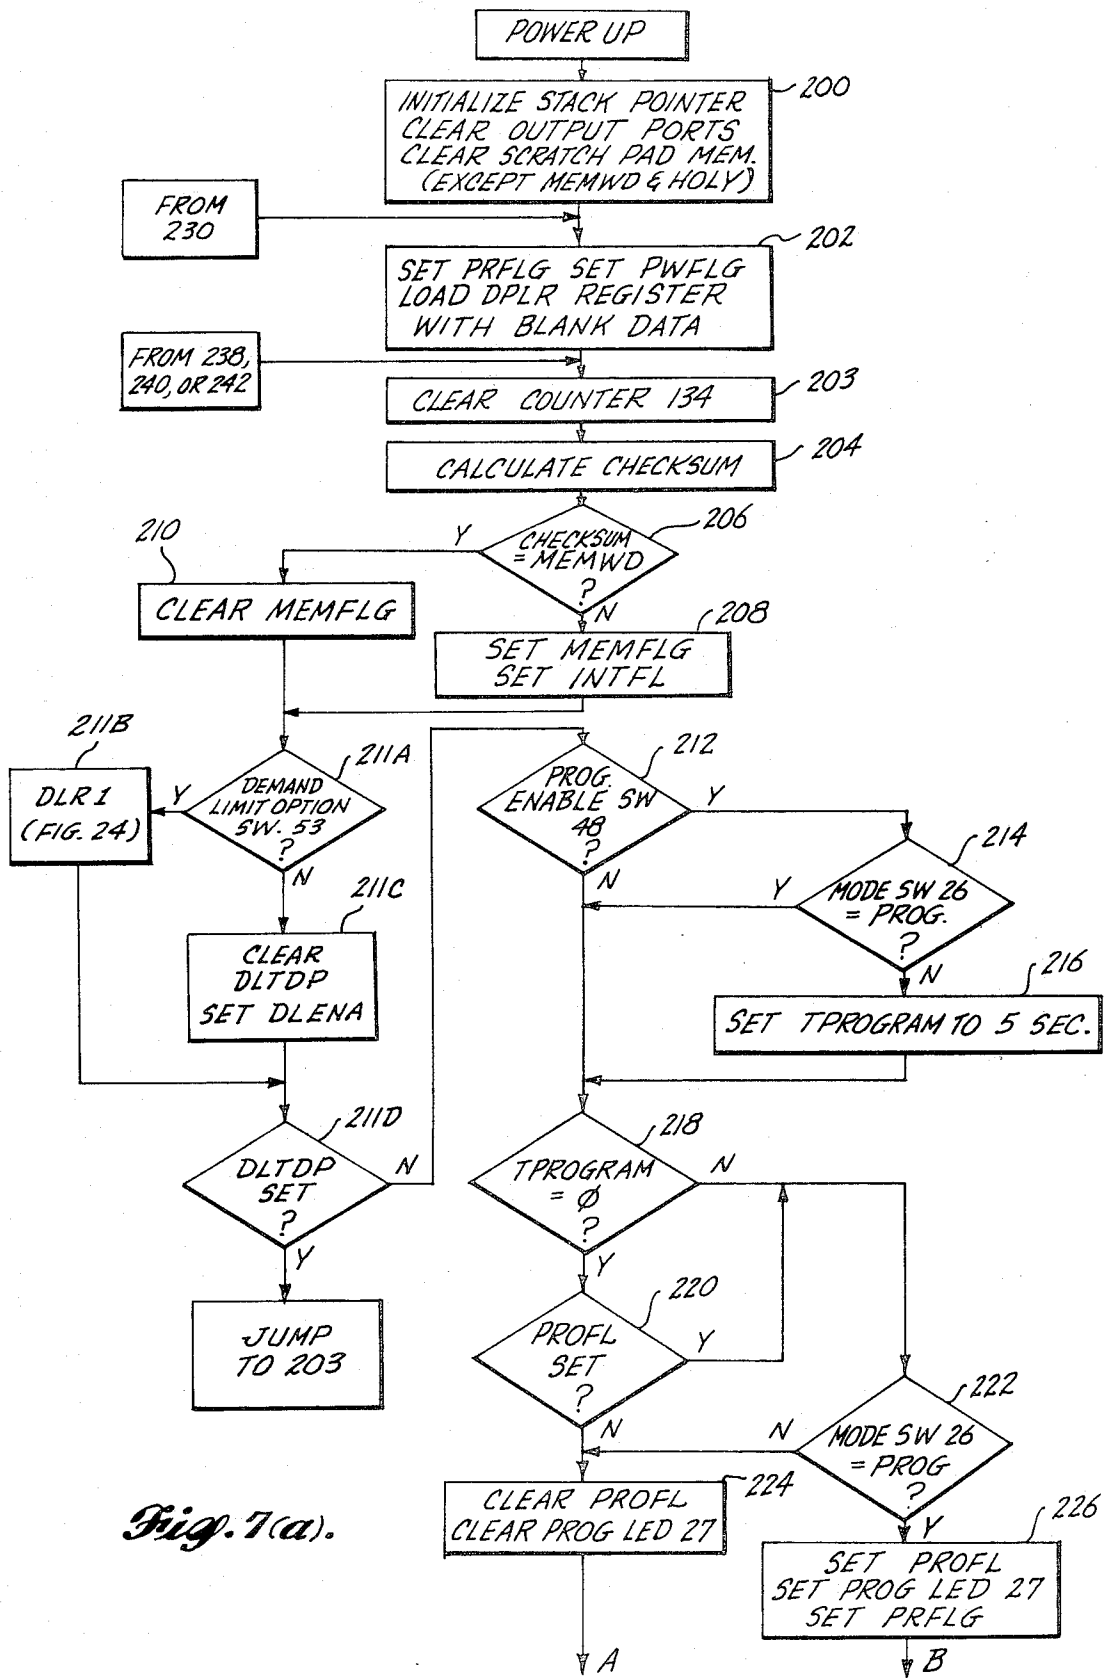 POWER UP
200
INITIALIZE STACK POINTER
CLEAR OUTPUT PORTS
CLEAR SCRATCH PAD MEM.
(EXCEPT MEMWD & HOLY)
FROM
230
202
SET PRFLG SET PWFLG
LOAD DPLR REGISTER
WITH BLANK DATA
FROM 238,
240, OR 242
203
CLEAR COUNTER 134
204
CALCULATE CHECKSUM
206
CHECKSUM
= MEMWD
?
Y
N
210
CLEAR MEMFLG
208
SET MEMFLG
SET INTFL
211B
DLR 1
(FIG. 24)
211A
DEMAND
LIMIT OPTION
SW. 53
?
Y
N
211C
CLEAR
DLTDP
SET DLENA
211D
DLTDP
SET
?
N
Y
JUMP
TO 203
212
PROG.
ENABLE SW
48
?
Y
N
214
MODE SW 26
= PROG.
?
Y
N
216
SET TPROGRAM TO 5 SEC.
218
TPROGRAM
= Ø
?
N
Y
220
PROFL
SET
?
Y
N
222
MODE SW 26
= PROG
?
N
Y
224
CLEAR PROFL
CLEAR PROG LED 27
226
SET PROFL
SET PROG LED 27
SET PRFLG
A
B
Fig. 7(a).